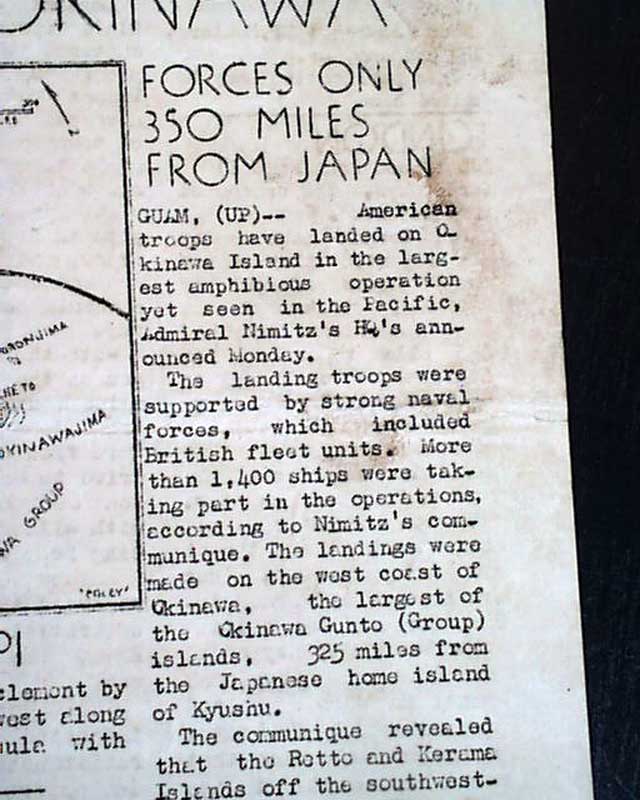 OKINAWA
FORCES ONLY
350 MILES
FROM JAPAN
GUAM, (UP)-- American
troops have landed on O-
kinawa Island in the larg-
est amphibious operation
yet seen in the Pacific,
Admiral Nimitz's HQ's ann-
ounced Monday.
The landing troops were
supported by strong naval
forces, which included
British fleet units. More
than 1,400 ships were tak-
ing part in the operations,
according to Nimitz's com-
munique. The landings were
made on the west coast of
Okinawa, the largest of
the Okinawa Gunto (Group)
islands, 325 miles from
the Japanese home island
of Kyushu.
The communique revealed
that the Retto and Kerama
Islands off the southwest-
OKINAWAJIMA
GROUP
clement by
west along
with